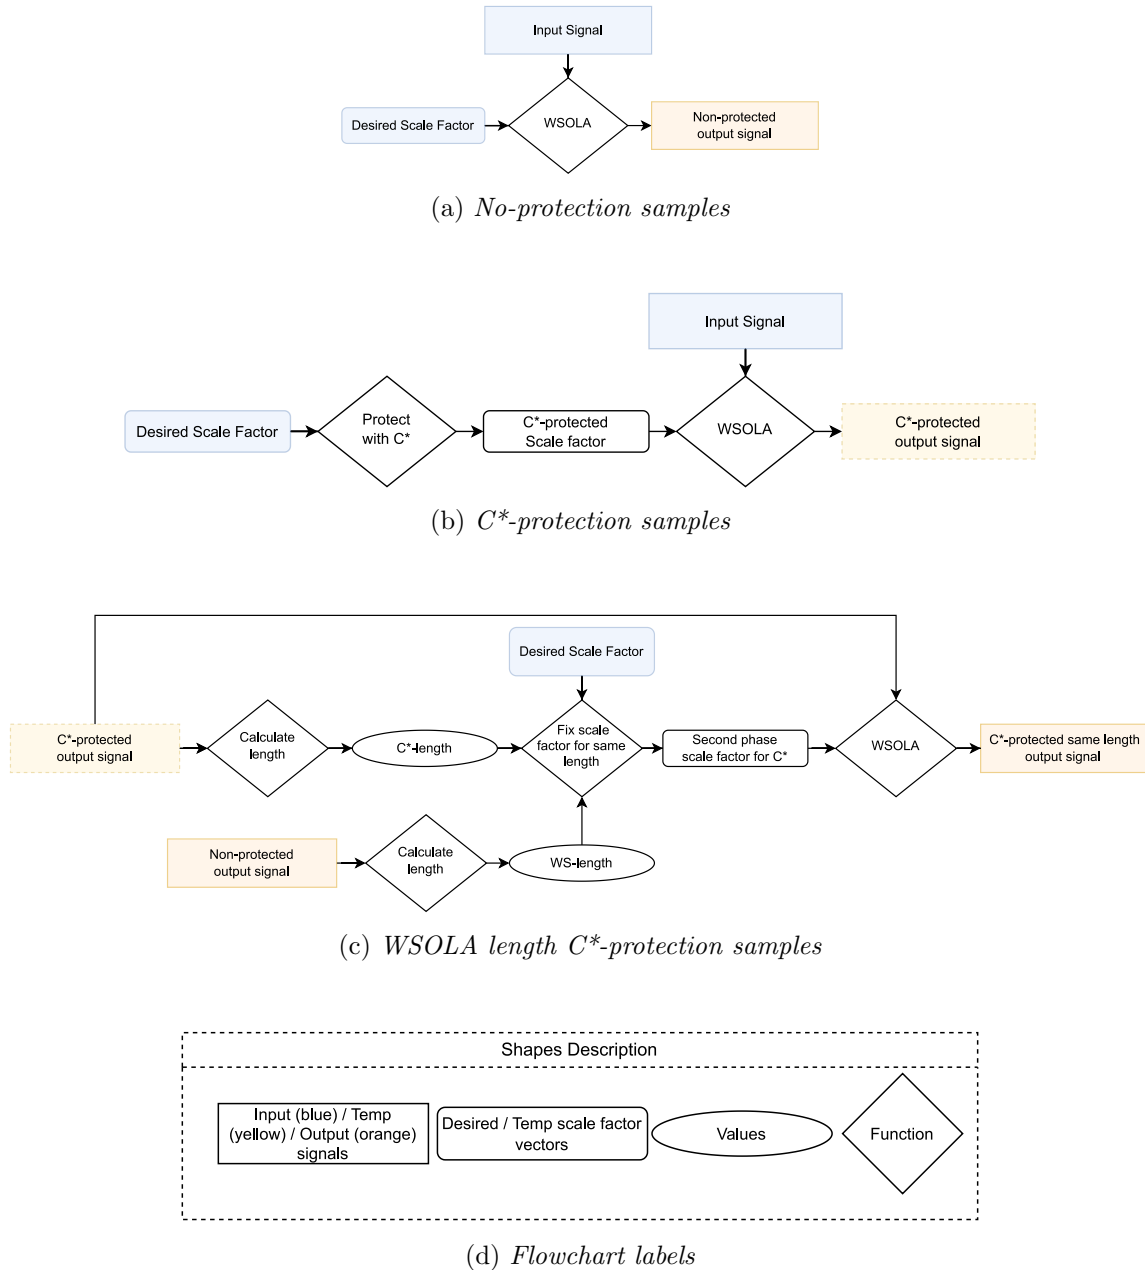 Input Signal
Desired Scale Factor
WSOLA
Non-protected
output signal
(a) No-protection samples
Input Signal
Desired Scale Factor
Protect
with C*
C*-protected
Scale factor
WSOLA
C*-protected
output signal
(b) C*-protection samples
Desired Scale Factor
C*-protected
output signal
Calculate
length
C*-length
Fix scale
factor for same
length
Second phase
scale factor for C*
WSOLA
C*-protected same length
output signal
Non-protected
output signal
Calculate
length
WS-length
(c) WSOLA length C*-protection samples
Shapes Description
Input (blue) / Temp
(yellow) / Output (orange)
signals
Desired / Temp scale factor
vectors
Values
Function
(d) Flowchart labels